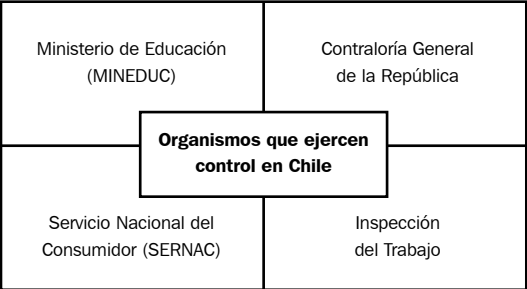 Ministerio de Educación
(MINEDUC)
Contraloría General
de la República
Organismos que ejercen
control en Chile
Servicio Nacional del
Consumidor (SERNAC)
Inspección
del Trabajo